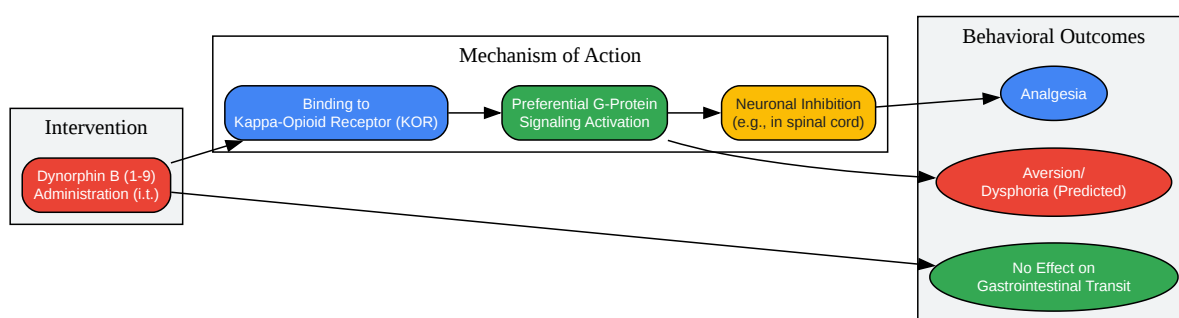 Intervention
Dynorphin B (1-9)
Administration (i.t.)
Mechanism of Action
Binding to
Kappa-Opioid Receptor (KOR)
Preferential G-Protein
Signaling Activation
Neuronal Inhibition
(e.g., in spinal cord)
Behavioral Outcomes
Analgesia
Aversion/
Dysphoria (Predicted)
No Effect on
Gastrointestinal Transit